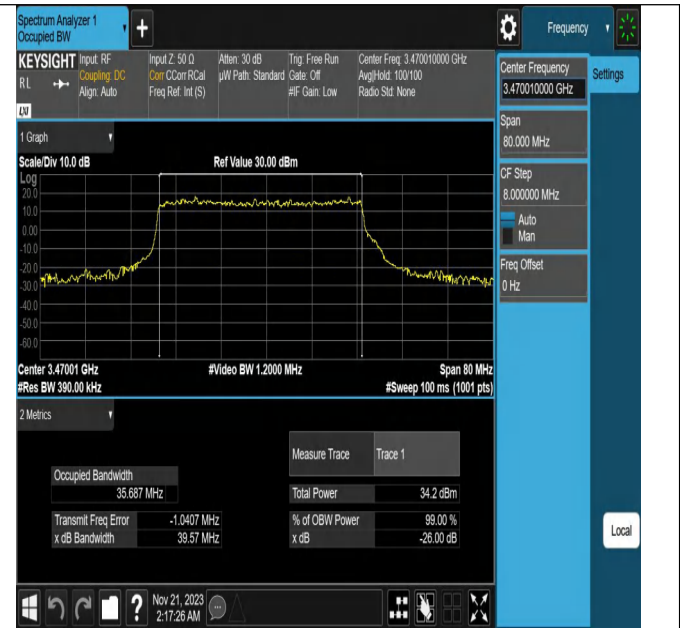 Spectrum Analyzer 1
Occupied BW
+
Frequency
KEYSIGHT
RL
LXI
Input: RF
Coupling: DC
Align: Auto
Input Z: 50 Ω
Corr CCorr RCal
Freq Ref: Int (S)
Atten: 30 dB
µW Path: Standard
Trig: Free Run
Gate: Off
#IF Gain: Low
Center Freq: 3.470010000 GHz
Avg|Hold: 100/100
Radio Std: None
Center Frequency
3.470010000 GHz
Settings
Span
80.000 MHz
CF Step
8.000000 MHz
Auto
Man
Freq Offset
0 Hz
1 Graph
Scale/Div 10.0 dB
Ref Value 30.00 dBm
Log
20.0
10.0
0.00
-10.0
-20.0
-30.0
-40.0
-50.0
-60.0
Center 3.47001 GHz
#Video BW 1.2000 MHz
Span 80 MHz
#Res BW 390.00 kHz
#Sweep 100 ms (1001 pts)
2 Metrics
Measure Trace
Trace 1
Occupied Bandwidth
35.687 MHz
Total Power
34.2 dBm
Transmit Freq Error
-1.0407 MHz
% of OBW Power
99.00 %
x dB Bandwidth
39.57 MHz
x dB
-26.00 dB
Local
?
Nov 21, 2023
2:17:26 AM